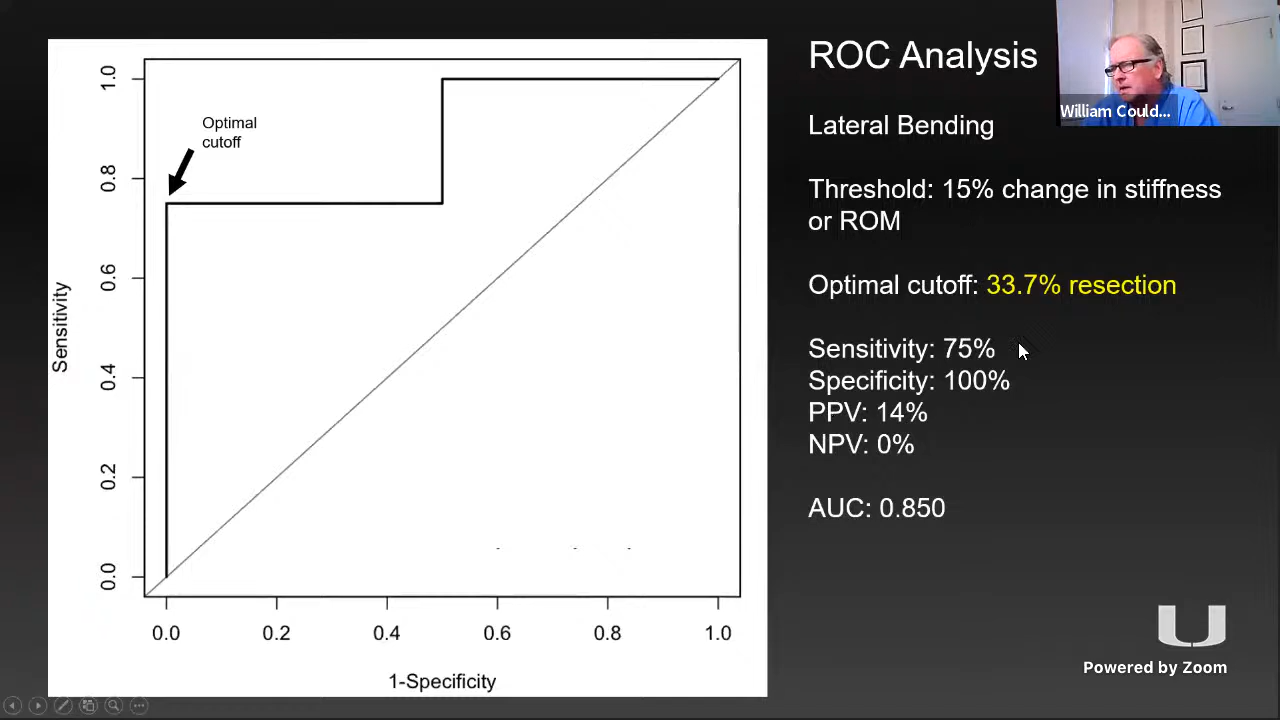 ROC Analysis
William Could...
Lateral Bending
Threshold: 15% change in stiffness
or ROM
Optimal cutoff: 33.7% resection
Sensitivity: 75%
Specificity: 100%
PPV: 14%
NPV: 0%
AUC: 0.850
Optimal
cutoff
Sensitivity
1.0
0.8
0.6
0.4
0.2
0.0
0.0 0.2 0.4 0.6 0.8 1.0
1-Specificity
U
Powered by Zoom